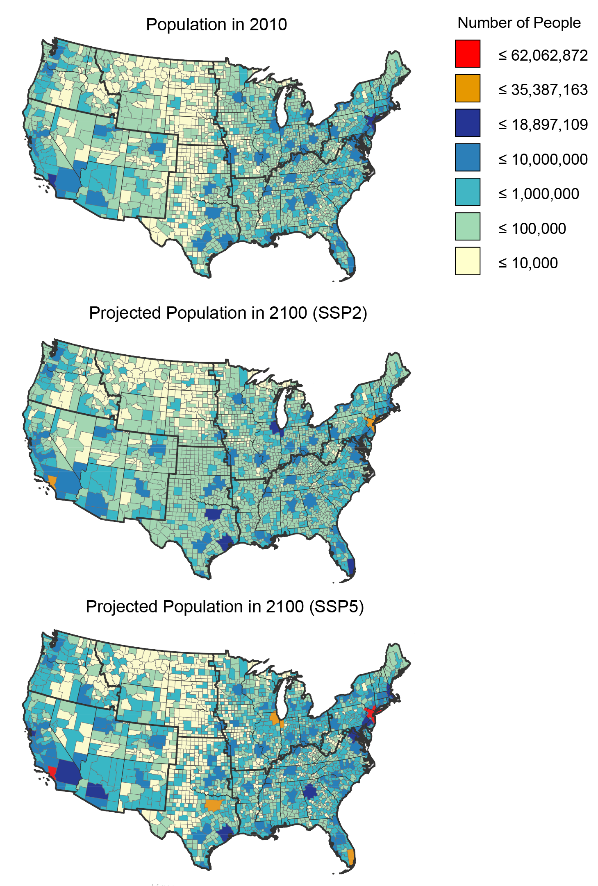 Population in 2010
Number of People
≤ 62,062,872
≤ 35,387,163
≤ 18,897,109
≤ 10,000,000
≤ 1,000,000
≤ 100,000
≤ 10,000
Projected Population in 2100 (SSP2)
Projected Population in 2100 (SSP5)